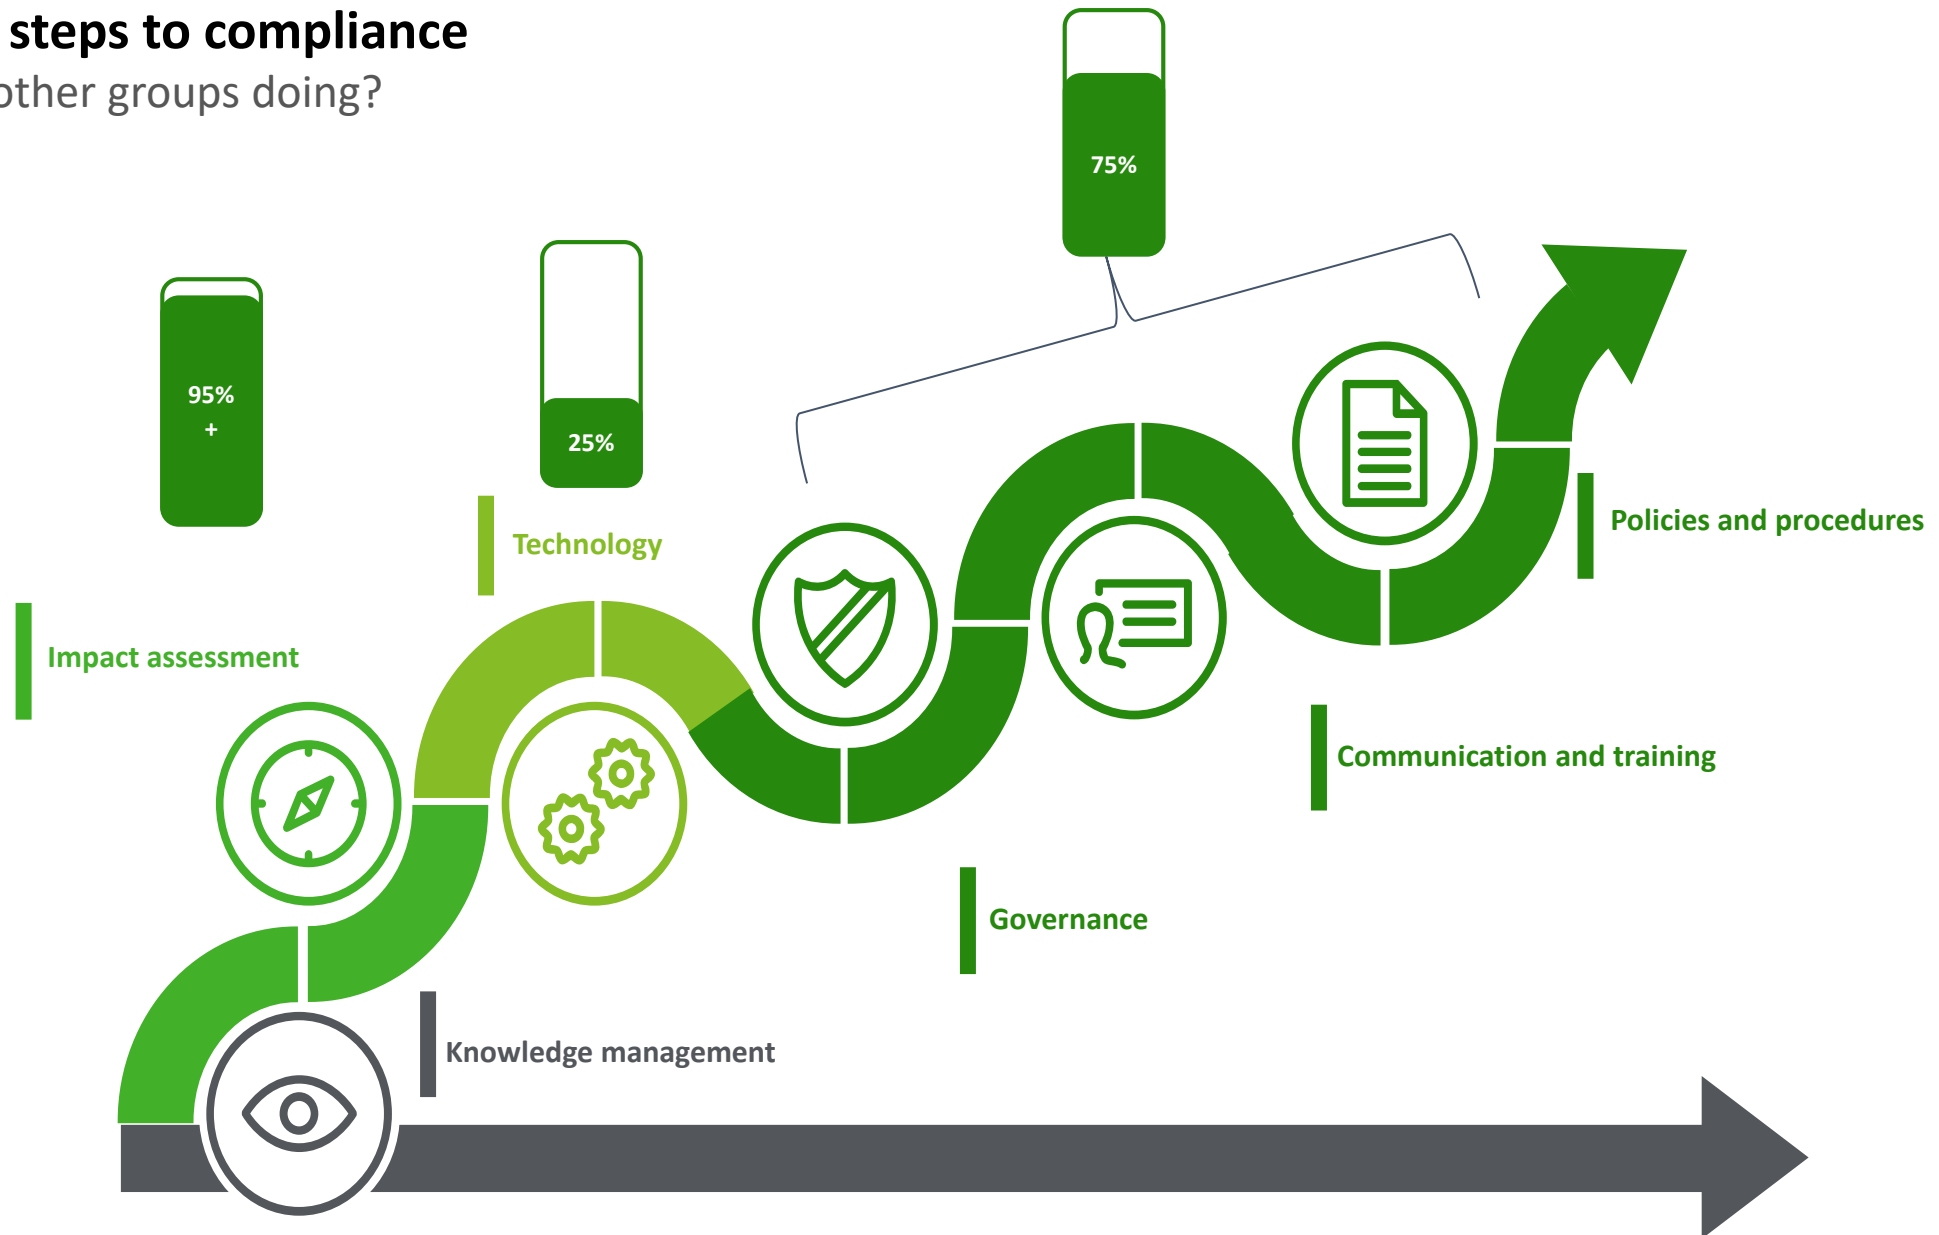 steps to compliance
other groups doing?
75%
95%
+
25%
Technology
Policies and procedures
Impact assessment
Communication and training
Governance
Knowledge management